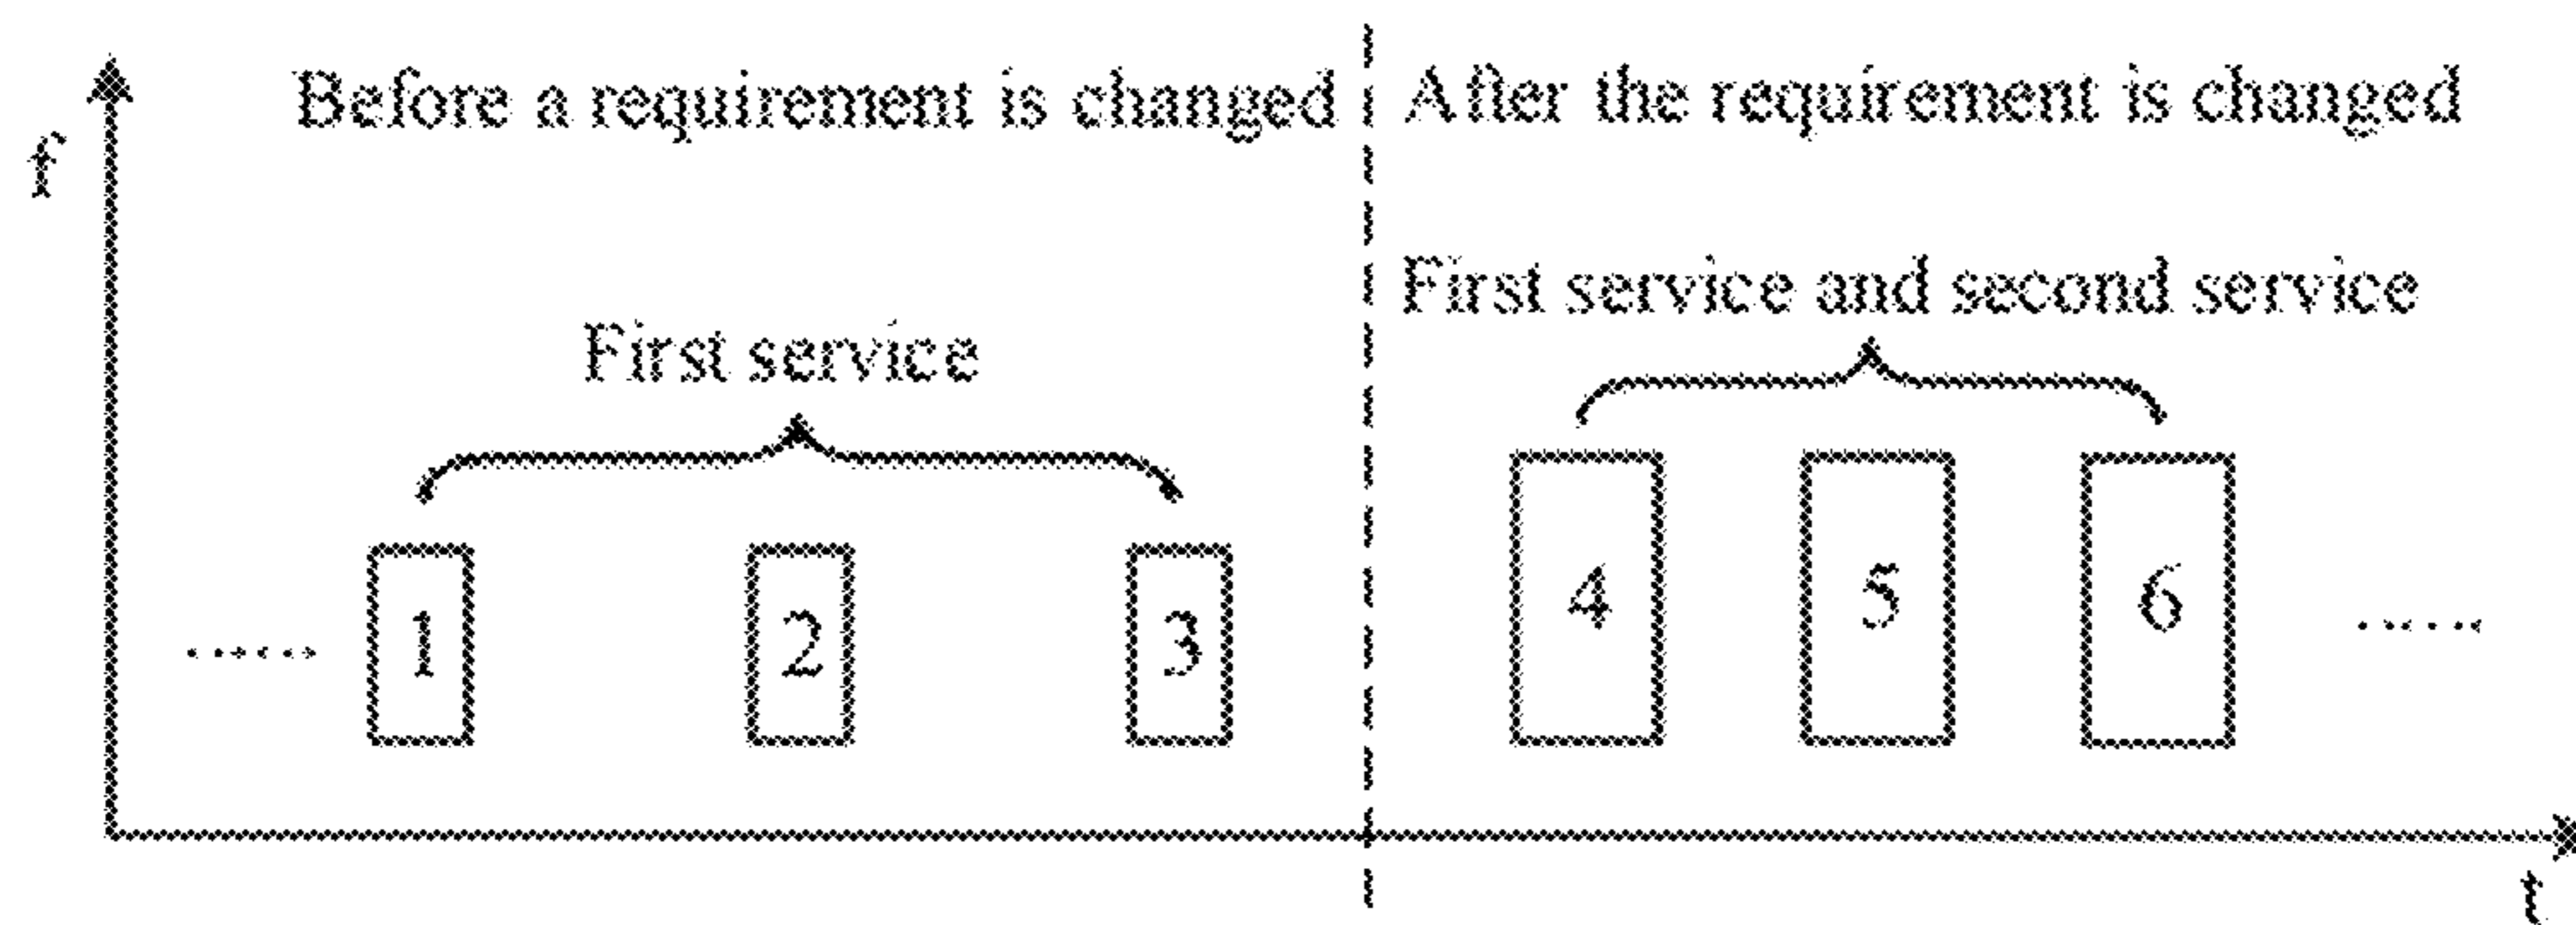 Before a requirement is changed
After the requirement is changed
f
First service and second service
First service
...... 1 2 3 4 5 6 ......
t